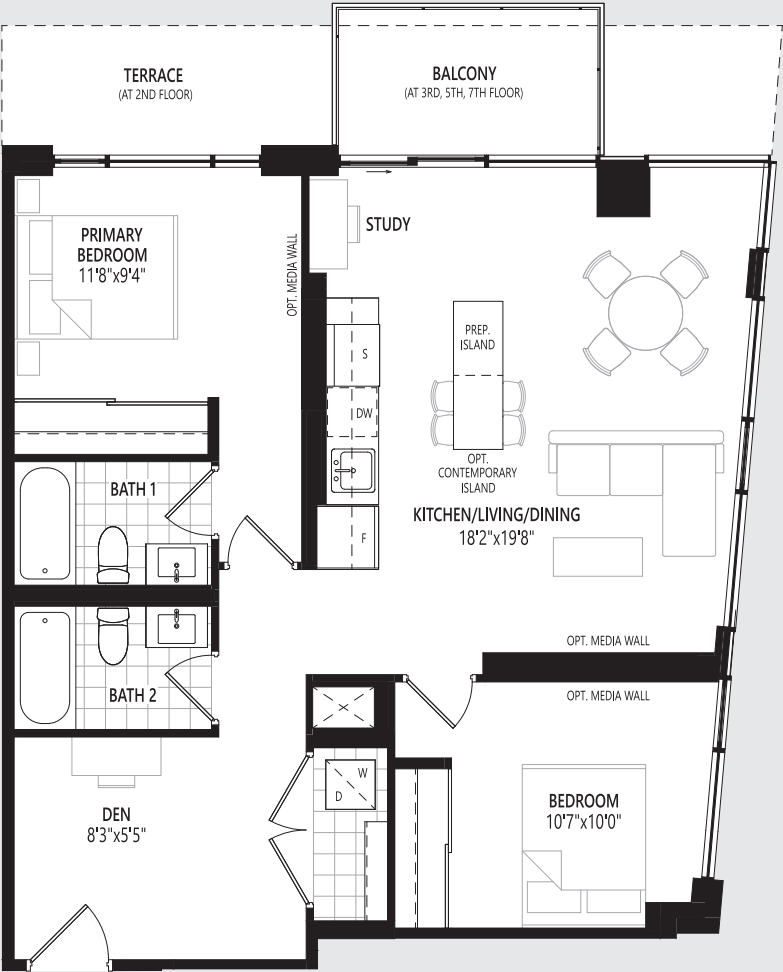 TERRACE
(AT 2ND FLOOR)
BALCONY
(AT 3RD, 5TH, 7TH FLOOR)
PRIMARY
BEDROOM
11'8"x9'4"
OPT. MEDIA WALL
STUDY
PREP.
ISLAND
S
DW
OPT.
CONTEMPORARY
ISLAND
KITCHEN/LIVING/DINING
18'2"x19'8"
F
BATH 1
OPT. MEDIA WALL
OPT. MEDIA WALL
BATH 2
W
D
DEN
8'3"x5'5"
BEDROOM
10'7"x10'0"